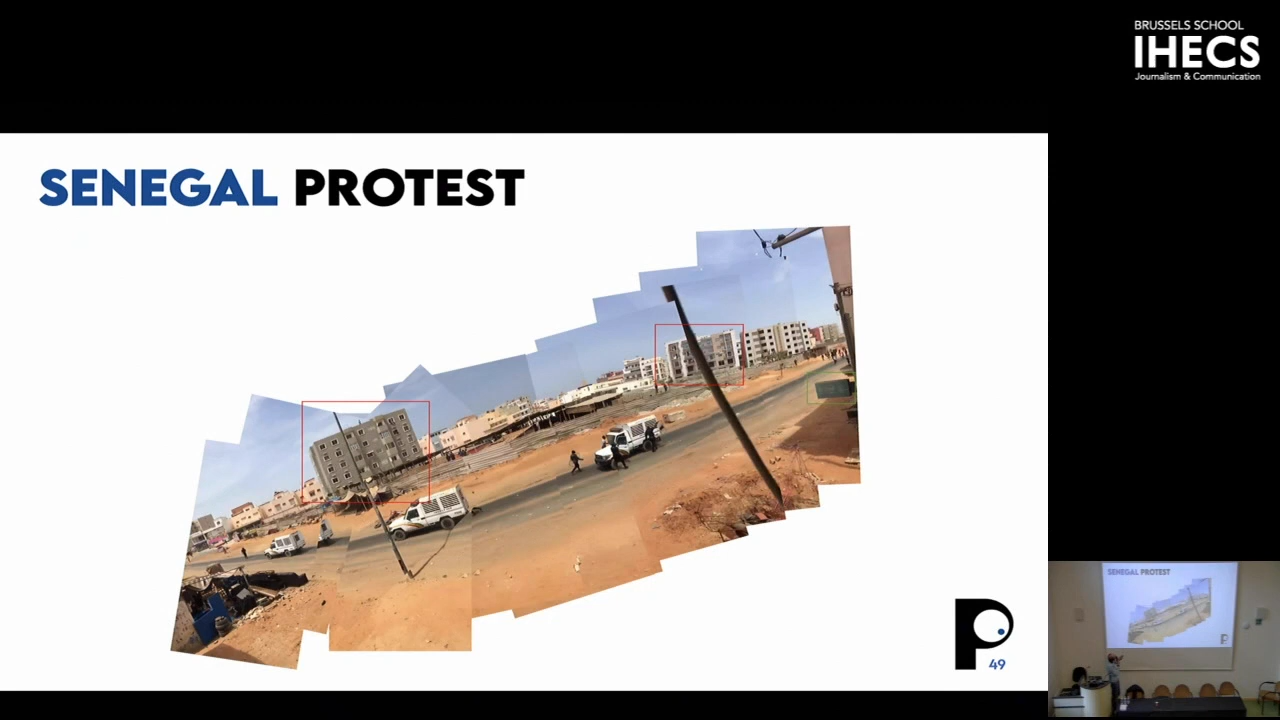 BRUSSELS SCHOOL
IHECS
Journalism & Communication
SENEGAL PROTEST
49
SENEGAL PROTEST